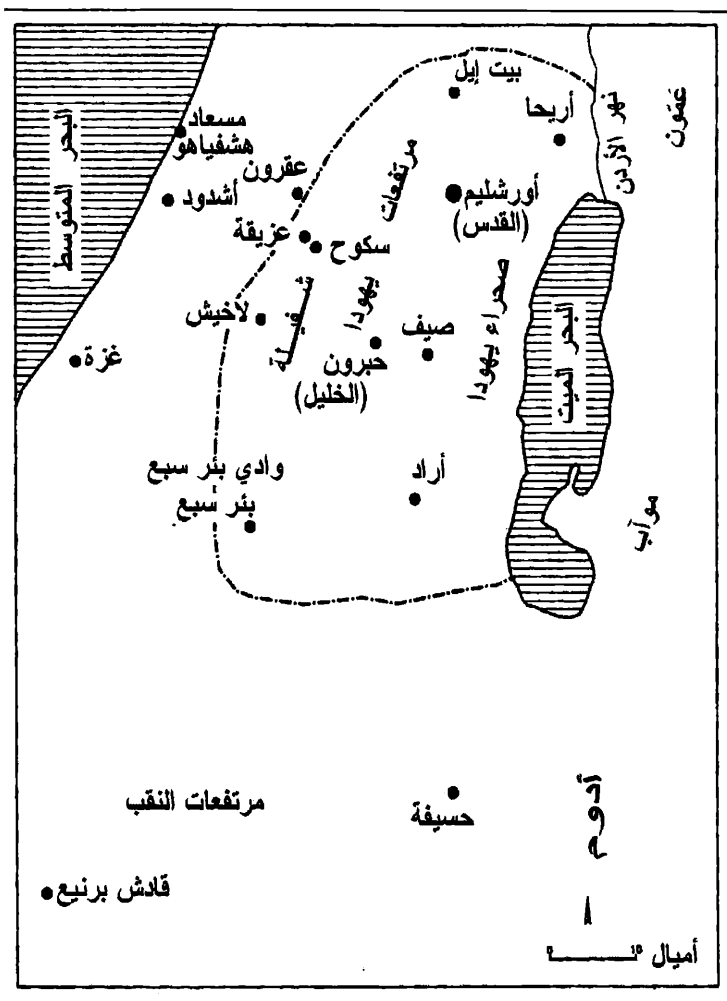 بيت إيل
أريحا
نهر الأردن
عمّون
البحر المتوسط
مسعاد
هشفياهو
عقرون
أشدود
مرتفعات
يهودا
أورشليم
(القدس)
عزيقة
سكوح
شفيلة
لاخيش
صحراء يهودا
البحر الميت
صيف
حبرون
(الخليل)
غزة
وادي بئر سبع
بئر سبع
أراد
موآب
مرتفعات النقب
حسيفة
أدوم
قادش برنيع
أميال